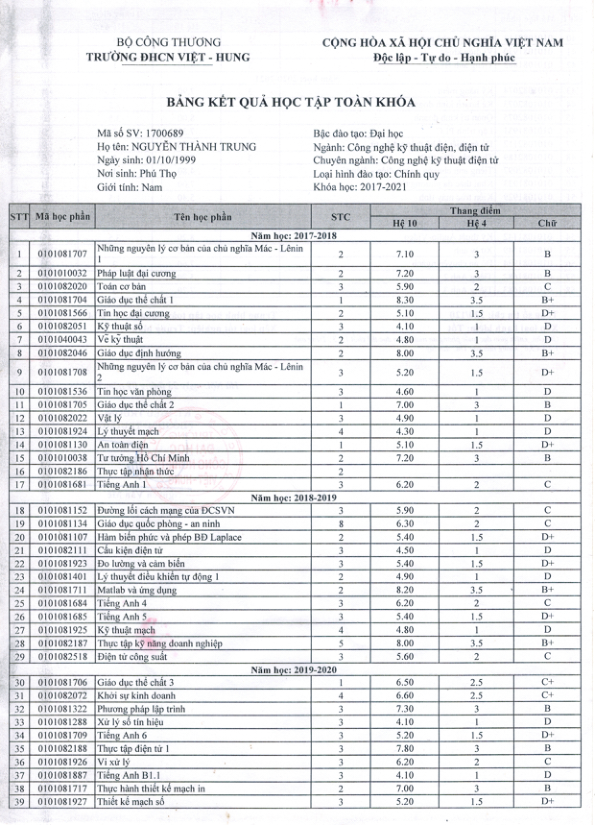 BỘ CÔNG THƯƠNG
TRƯỜNG ĐHCN VIỆT - HUNG
CỘNG HÒA XÃ HỘI CHỦ NGHĨA VIỆT NAM
Độc lập - Tự do - Hạnh phúc
BẢNG KẾT QUẢ HỌC TẬP TOÀN KHÓA
Mã số SV: 1700689
Họ tên: NGUYỄN THÀNH TRUNG
Ngày sinh: 01/10/1999
Nơi sinh: Phú Thọ
Giới tính: Nam
Bậc đào tạo: Đại học
Ngành: Công nghệ kỹ thuật điện, điện tử
Chuyên ngành: Công nghệ kỹ thuật điện tử
Loại hình đào tạo: Chính quy
Khóa học: 2017-2021
STT Mã học phần Tên học phần STC Thang điểm
Hệ 10 Hệ 4 Chữ
Năm học: 2017-2018
1 0101081707 Những nguyên lý cơ bản của chủ nghĩa Mác - Lênin 1 2 7.10 3 B
2 0101010032 Pháp luật đại cương 2 7.20 3 B
3 0101082020 Toán cơ bản 3 5.90 2 C
4 0101081704 Giáo dục thể chất 1 1 8.30 3.5 B+
5 0101081566 Tin học đại cương 2 5.10 1.5 D+
6 0101082051 Kỹ thuật số 3 4.10 1 D
7 0101040043 Vẽ kỹ thuật 2 4.80 1 D
8 0101082046 Giáo dục định hướng 2 8.00 3.5 B+
9 0101081708 Những nguyên lý cơ bản của chủ nghĩa Mác - Lênin 2 3 5.20 1.5 D+
10 0101081536 Tin học văn phòng 3 4.60 1 D
11 0101081705 Giáo dục thể chất 2 1 7.00 3 B
12 0101082022 Vật lý 3 4.90 1 D
13 0101081924 Lý thuyết mạch 4 4.30 1 D
14 0101081130 An toàn điện 1 5.10 1.5 D+
15 0101010038 Tư tưởng Hồ Chí Minh 2 7.20 3 B
16 0101082186 Thực tập nhận thức 2
17 0101081681 Tiếng Anh 1 3 6.20 2 C
Năm học: 2018-2019
18 0101081152 Đường lối cách mạng của ĐCSVN 3 5.90 2 C
19 0101081134 Giáo dục quốc phòng - an ninh 8 6.30 2 C
20 0101081107 Hàm biến phức và phép BĐ Laplace 2 5.40 1.5 D+
21 0101082111 Cấu kiện điện tử 3 4.50 1 D
22 0101081923 Đo lường và cảm biến 3 5.40 1.5 D+
23 0101081401 Lý thuyết điều khiển tự động 1 2 4.90 1 D
24 0101081711 Matlab và ứng dụng 2 8.20 3.5 B+
25 0101081684 Tiếng Anh 4 3 6.20 2 C
26 0101081685 Tiếng Anh 5 3 5.40 1.5 D+
27 0101081925 Kỹ thuật mạch 4 4.80 1 D
28 0101082187 Thực tập kỹ năng doanh nghiệp 5 8.00 3.5 B+
29 0101082518 Điện tử công suất 3 5.60 2 C
Năm học: 2019-2020
30 0101081706 Giáo dục thể chất 3 1 6.50 2.5 C+
31 0101082072 Khởi sự kinh doanh 4 6.60 2.5 C+
32 0101081322 Phương pháp lập trình 3 7.30 3 B
33 0101081288 Xử lý số tín hiệu 3 4.10 1 D
34 0101081709 Tiếng Anh 6 3 5.20 1.5 D+
35 0101082188 Thực tập điện tử 1 5 7.80 3 B
36 0101081926 Vi xử lý 3 6.20 2 C
37 0101081887 Tiếng Anh B1.1 3 4.10 1 D
38 0101081717 Thực hành thiết kế mạch in 2 7.00 3 B
39 0101081927 Thiết kế mạch số 3 5.20 1.5 D+